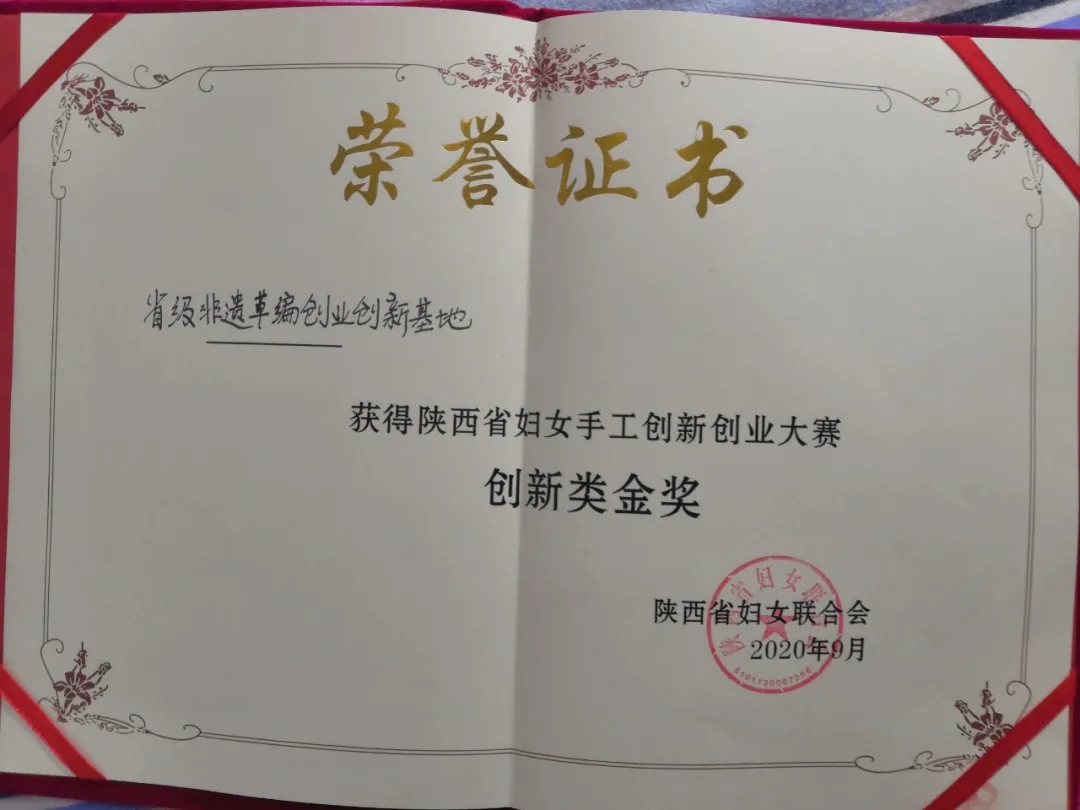 荣誉证书
省级非遗草编创业创新基地
获得陕西省妇女手工创新创业大赛
创新类金奖
陕西省妇女联合会
2020年9月